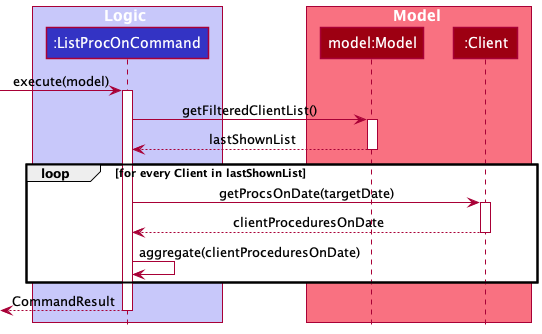 Logic
Model
:ListProcOnCommand
model:Model
:Client
execute(model)
getFilteredClientList()
lastShownList
loop
[for every Client in lastShownList]
getProcsOnDate(targetDate)
clientProceduresOnDate
aggregate(clientProceduresOnDate)
CommandResult